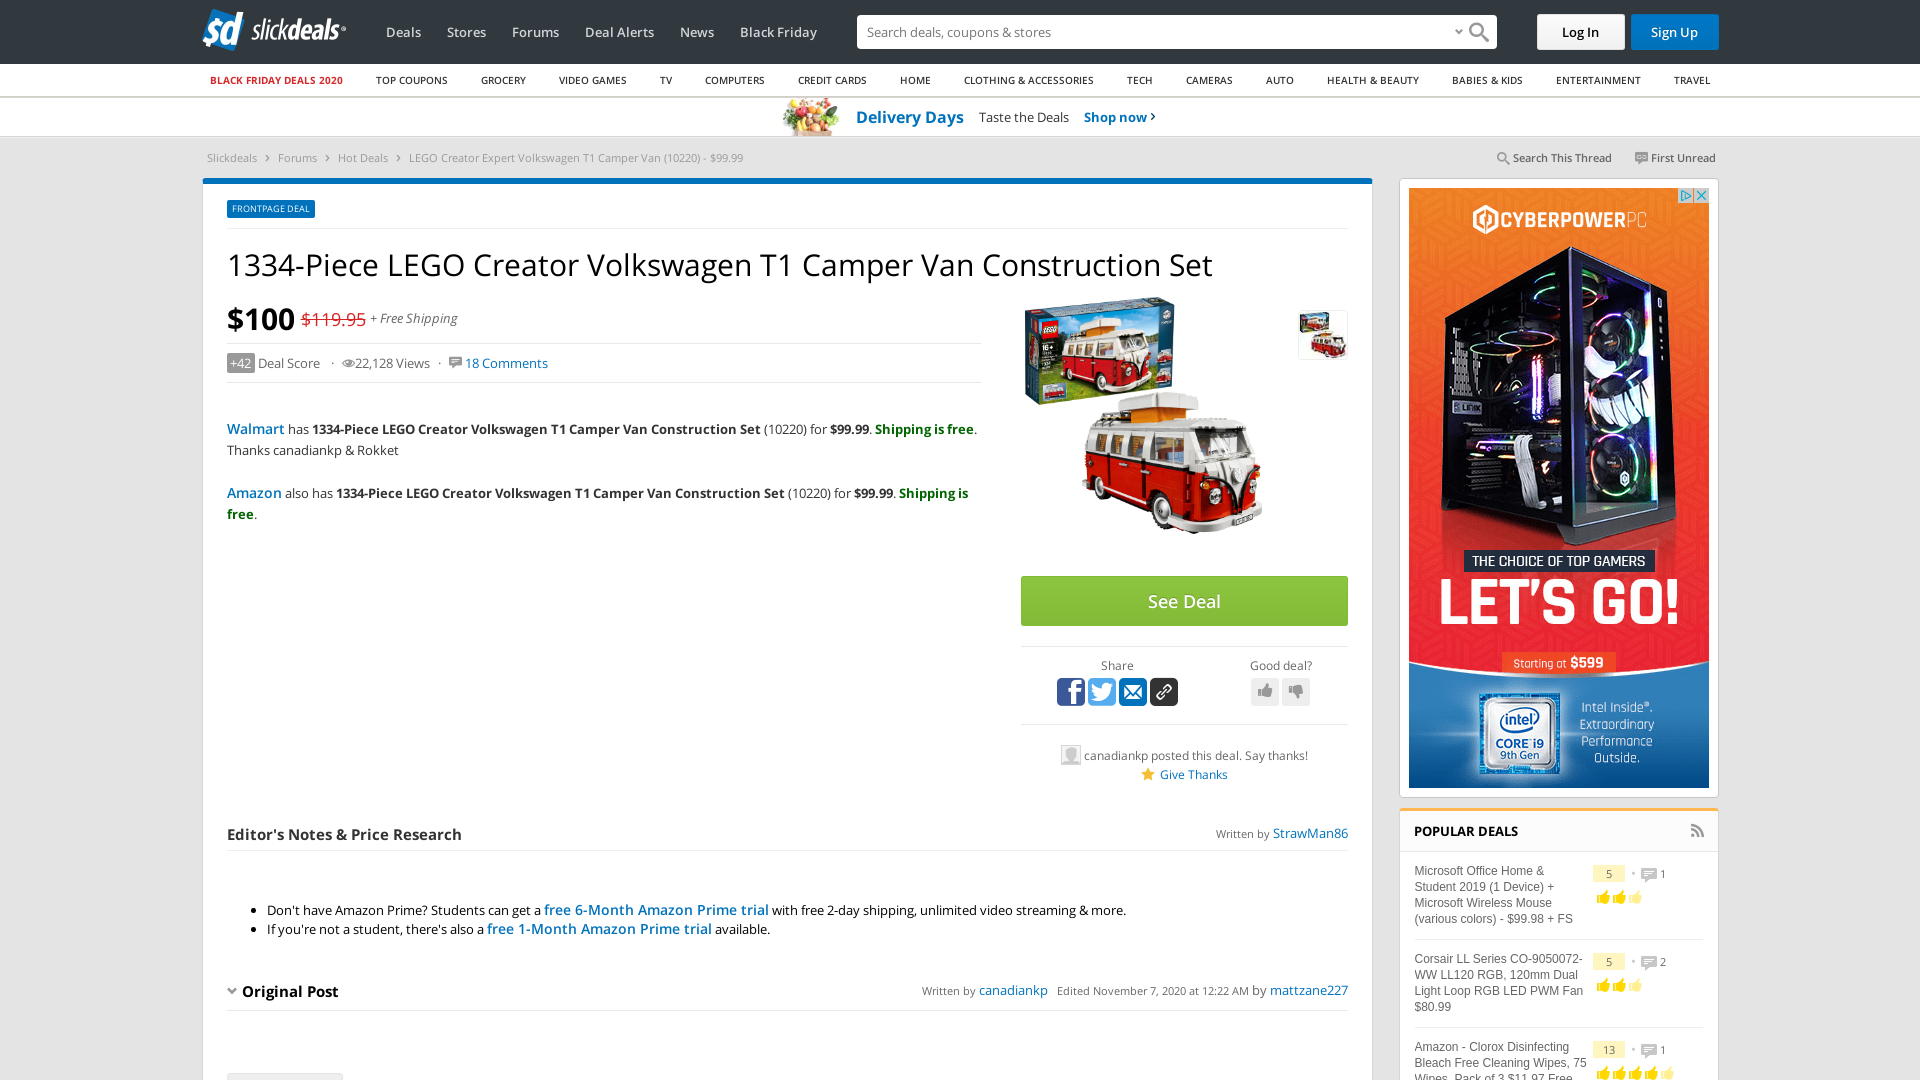 slickdeals
Deals Stores Forums Deal Alerts News Black Friday
Search deals, coupons & stores
Log In
Sign Up
BLACK FRIDAY DEALS 2020 TOP COUPONS GROCERY VIDEO GAMES TV COMPUTERS CREDIT CARDS HOME CLOTHING & ACCESSORIES TECH CAMERAS AUTO HEALTH & BEAUTY BABIES & KIDS ENTERTAINMENT TRAVEL
Delivery Days Taste the Deals Shop now
Slickdeals Forums Hot Deals LEGO Creator Expert Volkswagen T1 Camper Van (10220) - $99.99
Search This Thread First Unread
FRONTPAGE DEAL
1334-Piece LEGO Creator Volkswagen T1 Camper Van Construction Set
$100 $119.95 + Free Shipping
+42 Deal Score · 22,128 Views · 18 Comments
Walmart has 1334-Piece LEGO Creator Volkswagen T1 Camper Van Construction Set (10220) for $99.99. Shipping is free.
Thanks canadiankp & Rokket
Amazon also has 1334-Piece LEGO Creator Volkswagen T1 Camper Van Construction Set (10220) for $99.99. Shipping is
free.
LEGO
See Deal
Share
Good deal?
canadiankp posted this deal. Say thanks!
Give Thanks
Editor's Notes & Price Research
Written by StrawMan86
Don't have Amazon Prime? Students can get a free 6-Month Amazon Prime trial with free 2-day shipping, unlimited video streaming & more.
If you're not a student, there's also a free 1-Month Amazon Prime trial available.
Original Post
Written by canadiankp Edited November 7, 2020 at 12:22 AM by mattzane227
CYBERPOWERPC
THE CHOICE OF TOP GAMERS
LET'S GO!
Starting at $599
intel
CORE i9
9th Gen
Intel Inside®.
Extraordinary
Performance
Outside.
POPULAR DEALS
Microsoft Office Home &
Student 2019 (1 Device) +
Microsoft Wireless Mouse
(various colors) - $99.98 + FS
5 · 1
Corsair LL Series CO-9050072-
WW LL120 RGB, 120mm Dual
Light Loop RGB LED PWM Fan
$80.99
5 · 2
Amazon - Clorox Disinfecting
Bleach Free Cleaning Wipes, 75
Wipes, Pack of 3 $11.97 Free
13 · 1